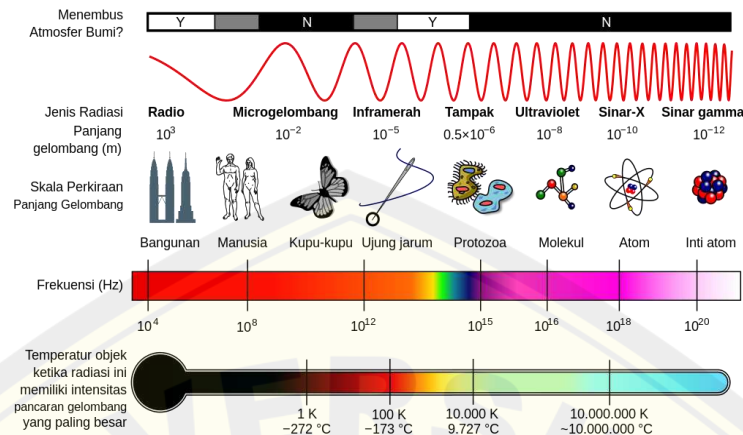 Menembus
Atmosfer Bumi?
Y N Y N
Jenis Radiasi
Radio Microgelombang Inframerah Tampak Ultraviolet Sinar-X Sinar gamma
Panjang
gelombang (m)
10³ 10⁻² 10⁻⁵ 0.5×10⁻⁶ 10⁻⁸ 10⁻¹⁰ 10⁻¹²
Skala Perkiraan
Panjang Gelombang
Bangunan Manusia Kupu-kupu Ujung jarum Protozoa Molekul Atom Inti atom
Frekuensi (Hz)
10⁴ 10⁸ 10¹² 10¹⁵ 10¹⁶ 10¹⁸ 10²⁰
Temperatur objek
ketika radiasi ini
memiliki intensitas
pancaran gelombang
yang paling besar
1 K 100 K 10.000 K 10.000.000 K
−272 °C −173 °C 9.727 °C ~10.000.000 °C